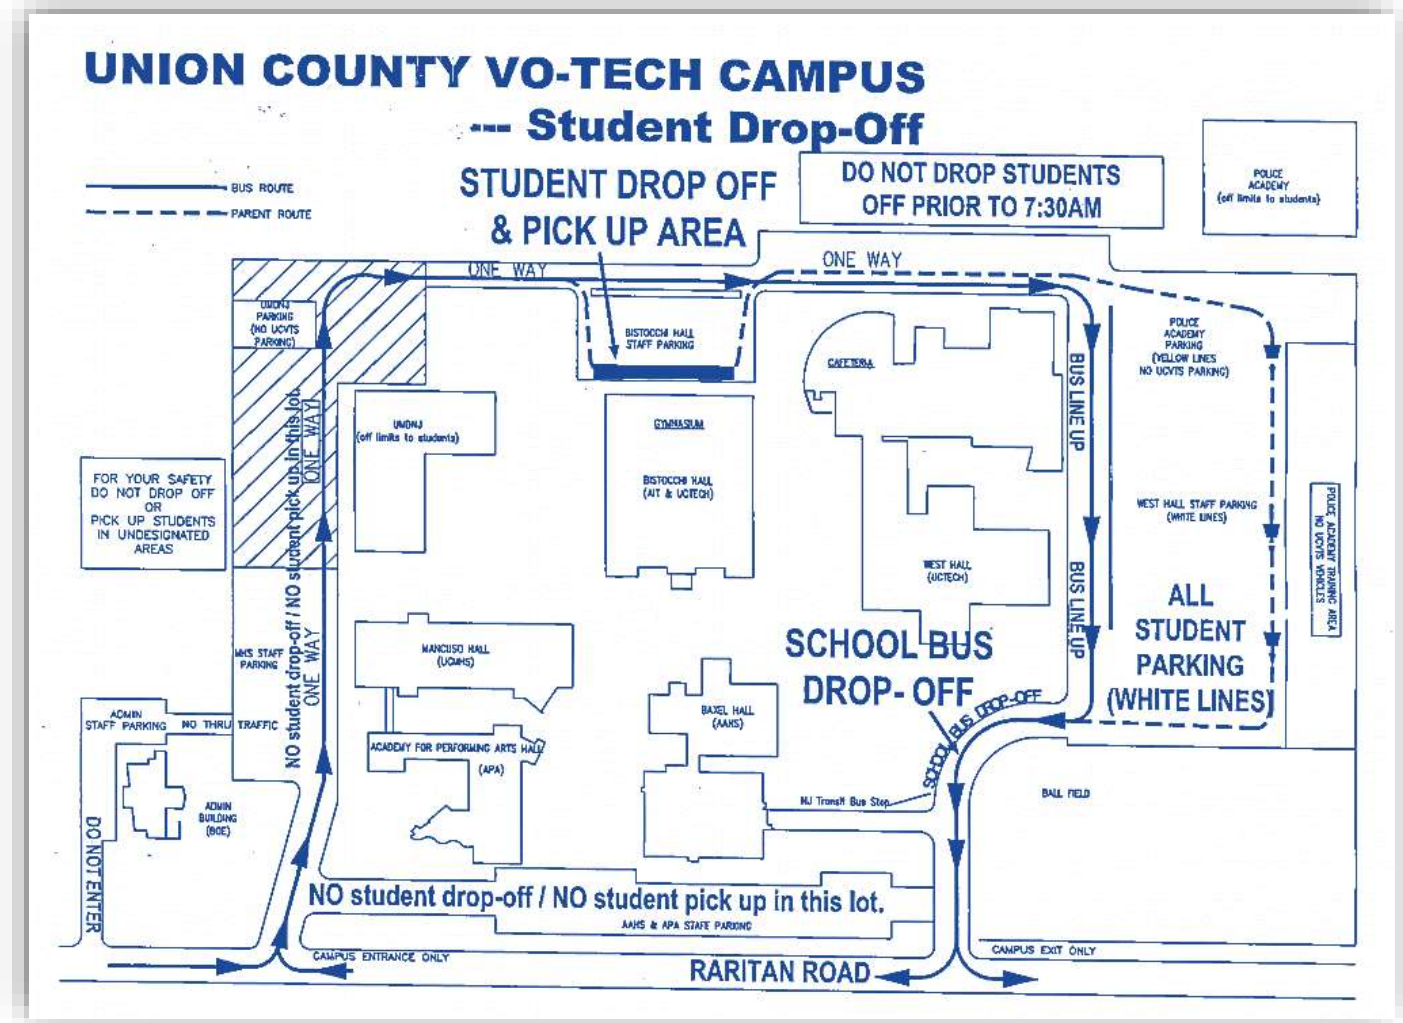 UNION COUNTY VO-TECH CAMPUS
--- Student Drop-Off
BUS ROUTE
PARENT ROUTE
STUDENT DROP OFF
& PICK UP AREA
DO NOT DROP STUDENTS
OFF PRIOR TO 7:30AM
POLICE
ACADEMY
(off limits to students)
ONE WAY
ONE WAY
UMDNJ
PARKING
(NO UCVTS
PARKING)
BISTOCCHI HALL
STAFF PARKING
CAFETERIA
POLICE
ACADEMY
PARKING
(YELLOW LINES
NO UCVTS PARKING)
BUS LINE UP
NO student drop-off / NO student pick up in this lot.
ONE WAY
UMDNJ
(off limits to students)
GYMNASIUM
BISTOCCHI HALL
(AIT & UCTECH)
FOR YOUR SAFETY
DO NOT DROP OFF
OR
PICK UP STUDENTS
IN UNDESIGNATED
AREAS
WEST HALL STAFF PARKING
(WHITE LINES)
POLICE ACADEMY TRAINING AREA
NO UCVTS VEHICLES
WEST HALL
(UCTECH)
BUS LINE UP
ALL
STUDENT
PARKING
(WHITE LINES)
ONE WAY
MHS STAFF
PARKING
MANCUSO HALL
(UCMHS)
SCHOOL BUS
DROP- OFF
SCHOOL BUS DROP-OFF
ADMIN
STAFF PARKING
NO THRU TRAFFIC
BAXEL HALL
(AAHS)
ACADEMY FOR PERFORMING ARTS HALL
(APA)
ADMIN
BUILDING
(BOE)
NJ Transit Bus Stop
BALL FIELD
DO NOT ENTER
NO student drop-off / NO student pick up in this lot.
AAHS & APA STAFF PARKING
CAMPUS ENTRANCE ONLY
CAMPUS EXIT ONLY
RARITAN ROAD